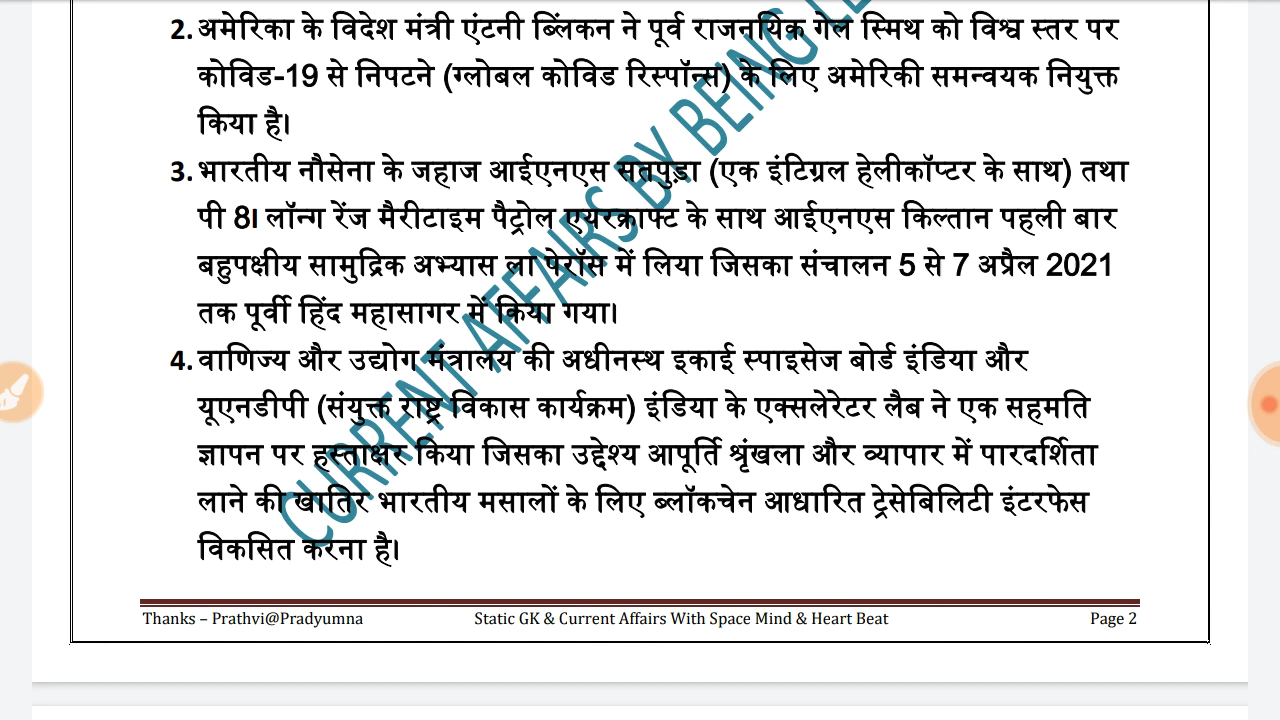 2. अमेरिका के विदेश मंत्री एंटनी ब्लिंकन ने पूर्व राजनयिक गेल स्मिथ को विश्व स्तर पर
कोविड-19 से निपटने (ग्लोबल कोविड रिस्पॉन्स) के लिए अमेरिकी समन्वयक नियुक्त
किया है।
3. भारतीय नौसेना के जहाज आईएनएस सतपुड़ा (एक इंटिग्रल हेलीकॉप्टर के साथ) तथा
पी 8I लॉन्ग रेंज मैरीटाइम पैट्रोल एयरक्राफ्ट के साथ आईएनएस किल्तान पहली बार
बहुपक्षीय सामुद्रिक अभ्यास ला पेरॉस में लिया जिसका संचालन 5 से 7 अप्रैल 2021
तक पूर्वी हिंद महासागर में किया गया।
4. वाणिज्य और उद्योग मंत्रालय की अधीनस्थ इकाई स्पाइसेज बोर्ड इंडिया और
यूएनडीपी (संयुक्त राष्ट्र विकास कार्यक्रम) इंडिया के एक्सलेरेटर लैब ने एक सहमति
ज्ञापन पर हस्ताक्षर किया जिसका उद्देश्य आपूर्ति श्रृंखला और व्यापार में पारदर्शिता
लाने की खातिर भारतीय मसालों के लिए ब्लॉकचेन आधारित ट्रेसेबिलिटी इंटरफेस
विकसित करना है।
CURRENT AFFAIRS BY BEING
Thanks – Prathvi@Pradyumna Static GK & Current Affairs With Space Mind & Heart Beat Page 2